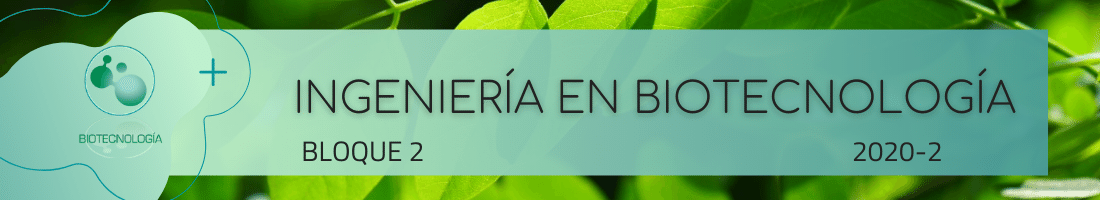 INGENIERÍA EN BIOTECNOLOGÍA
BIOTECNOLOGÍA
BLOQUE 2 2020-2